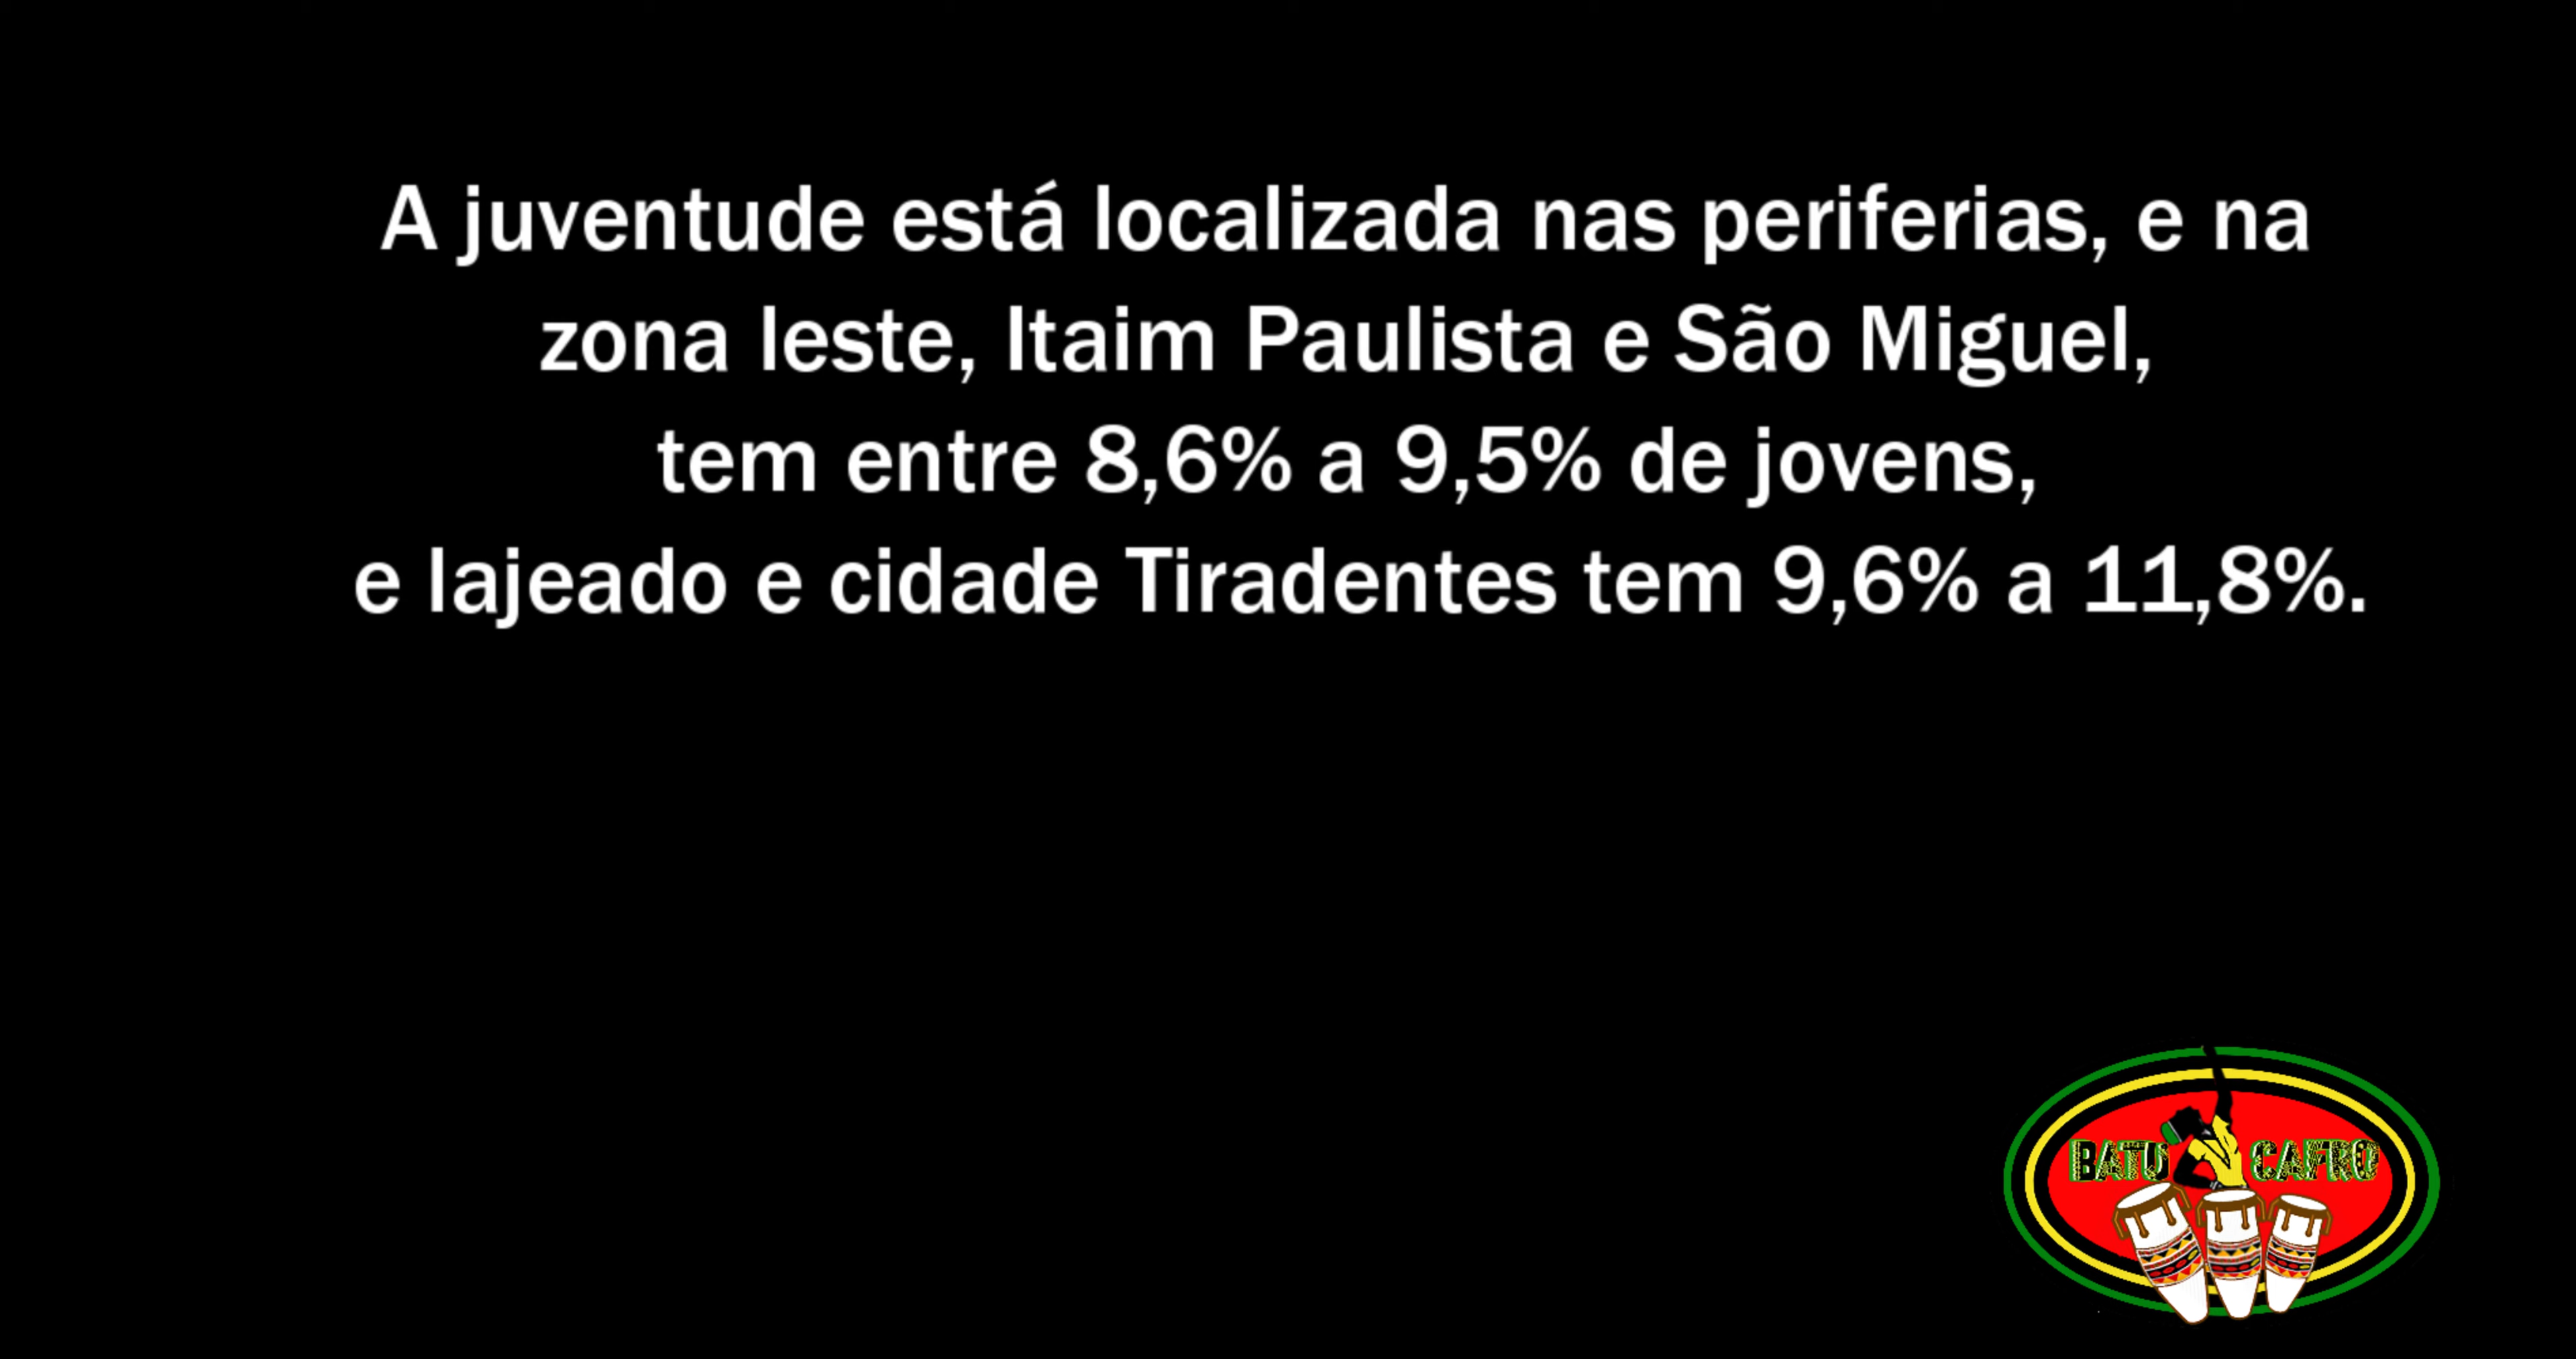 A juventude está localizada nas periferias, e na
zona leste, Itaim Paulista e São Miguel,
tem entre 8,6% a 9,5% de jovens,
e lajeado e cidade Tiradentes tem 9,6% a 11,8%.
BATU CAFRO